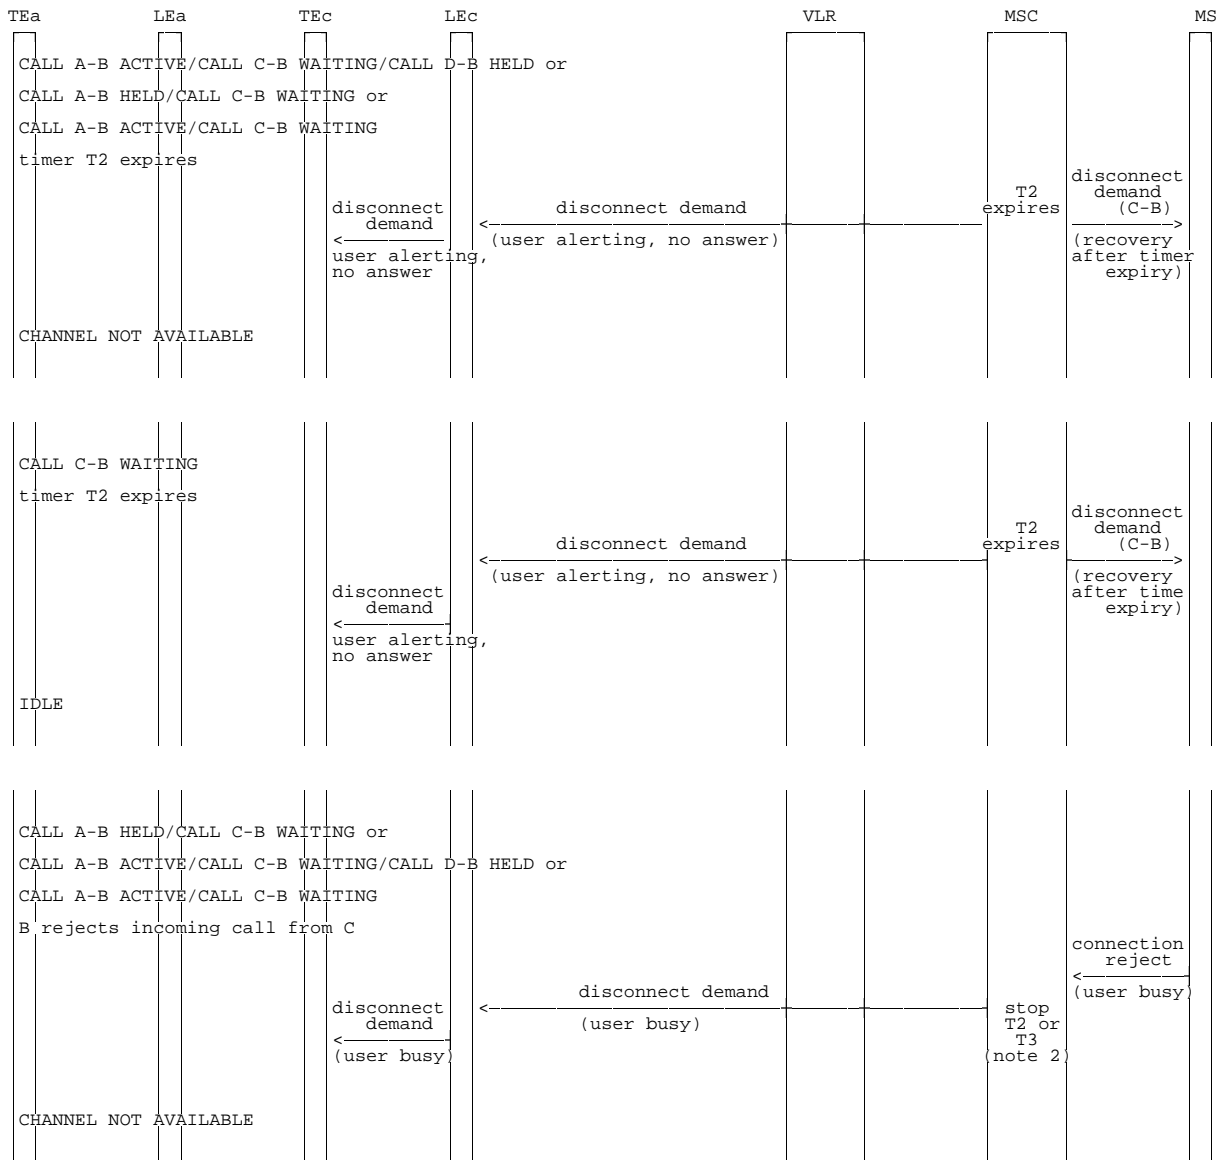 TEa LEa TEc LEc VLR MSC MS
CALL A-B ACTIVE/CALL C-B WAITING/CALL D-B HELD or
CALL A-B HELD/CALL C-B WAITING or
CALL A-B ACTIVE/CALL C-B WAITING
timer T2 expires
disconnect
demand
user alerting,
no answer
disconnect demand
(user alerting, no answer)
T2
expires
disconnect
demand
(C-B)
(recovery
after timer
expiry)
CHANNEL NOT AVAILABLE
CALL C-B WAITING
timer T2 expires
disconnect demand
(user alerting, no answer)
T2
expires
disconnect
demand
(C-B)
(recovery
after time
expiry)
disconnect
demand
user alerting,
no answer
IDLE
CALL A-B HELD/CALL C-B WAITING or
CALL A-B ACTIVE/CALL C-B WAITING/CALL D-B HELD or
CALL A-B ACTIVE/CALL C-B WAITING
B rejects incoming call from C
connection
reject
(user busy)
disconnect demand
(user busy)
stop
T2 or
T3
(note 2)
disconnect
demand
(user busy)
CHANNEL NOT AVAILABLE